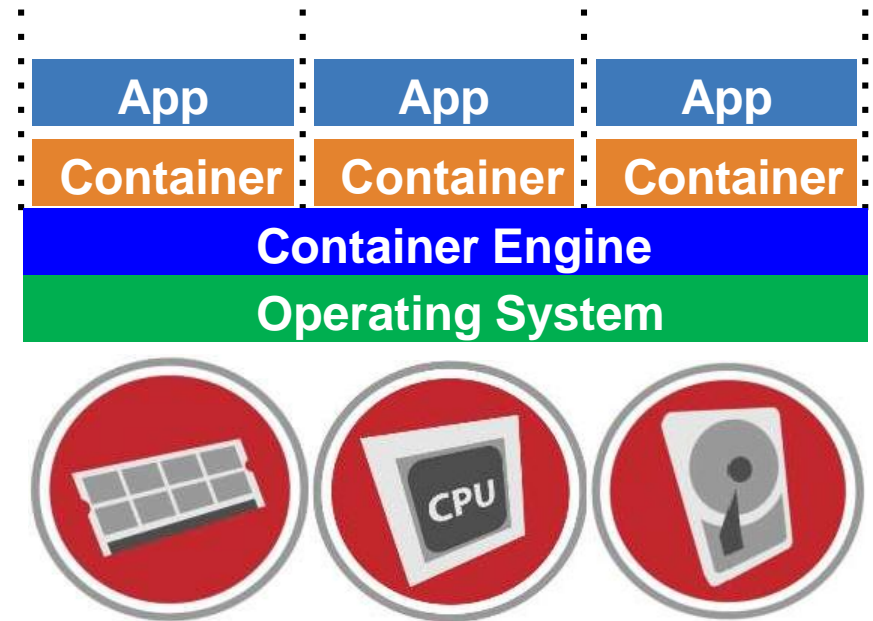 App App App
Container Container Container
Container Engine
Operating System
CPU